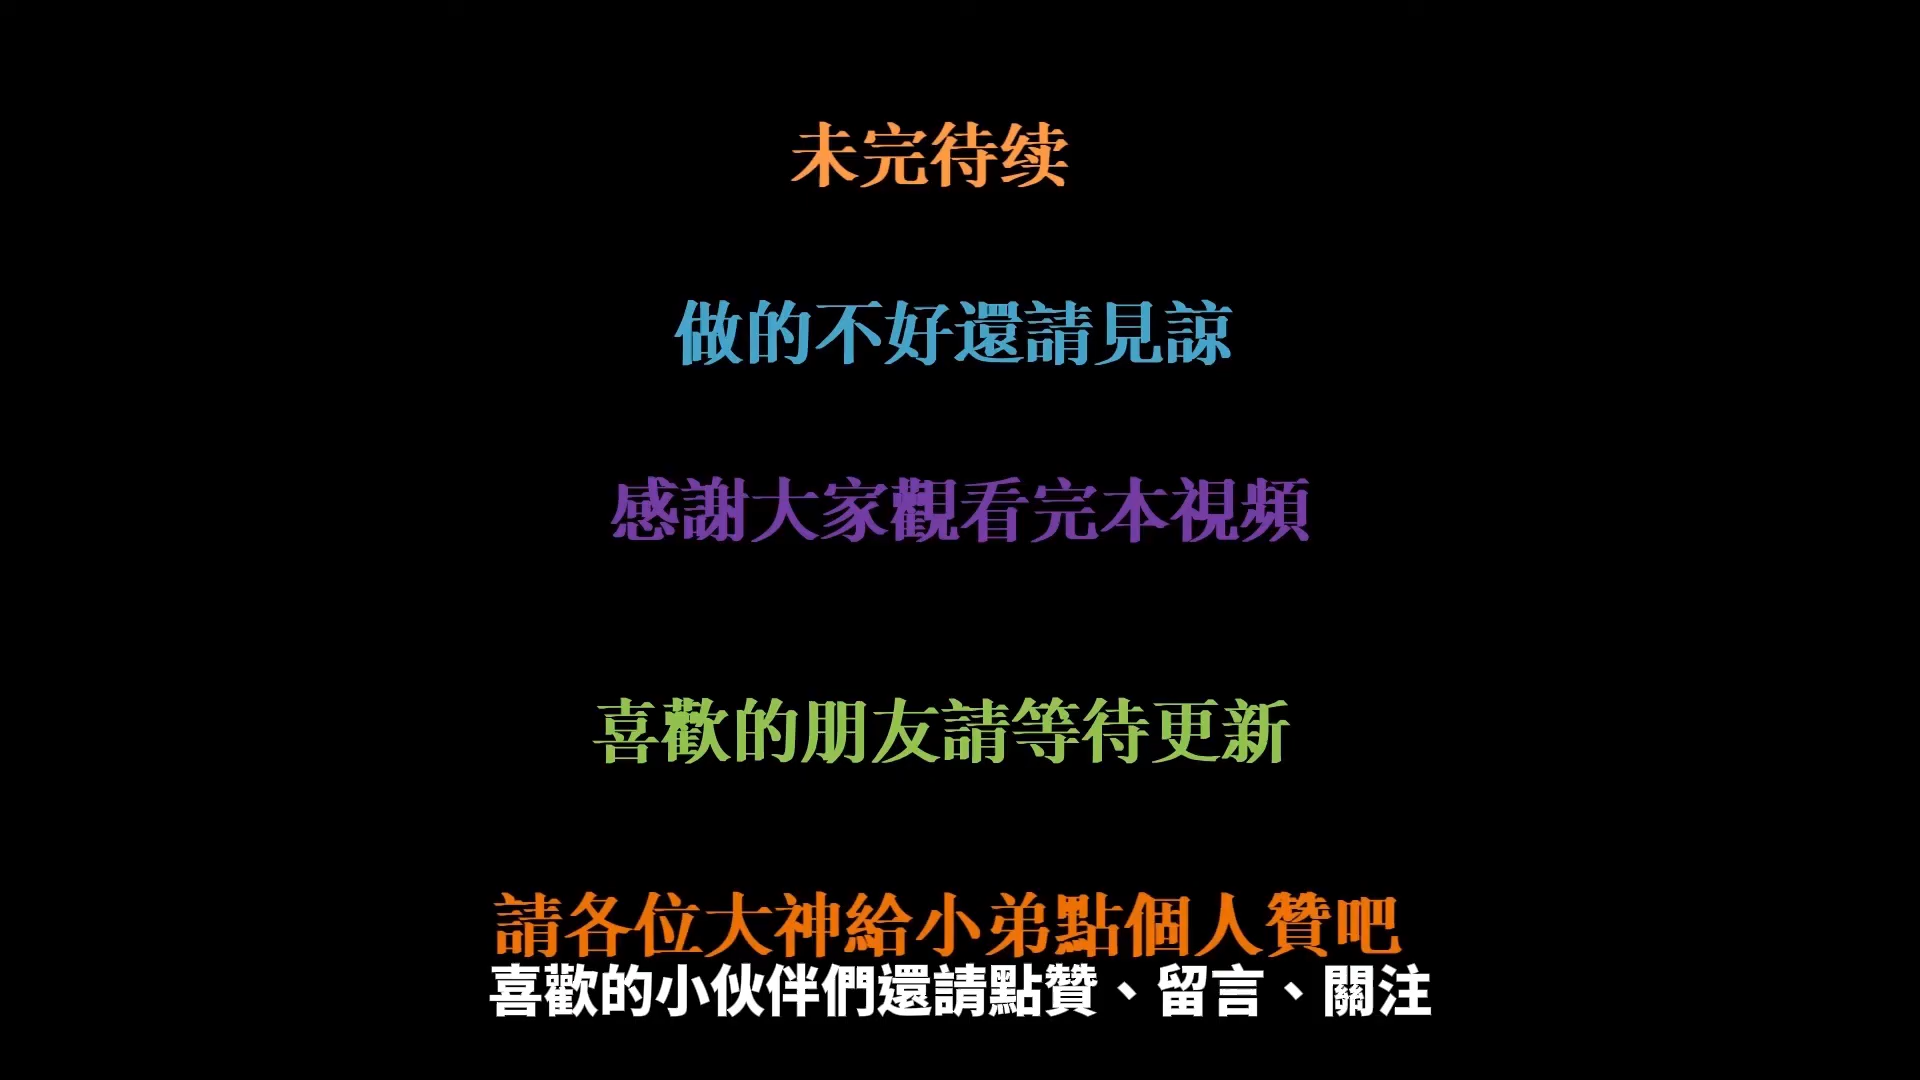 未完待续
做的不好還請見諒
感謝大家觀看完本視頻
喜歡的朋友請等待更新
請各位大神給小弟點個人贊吧
喜歡的小伙伴們還請點贊、留言、關注